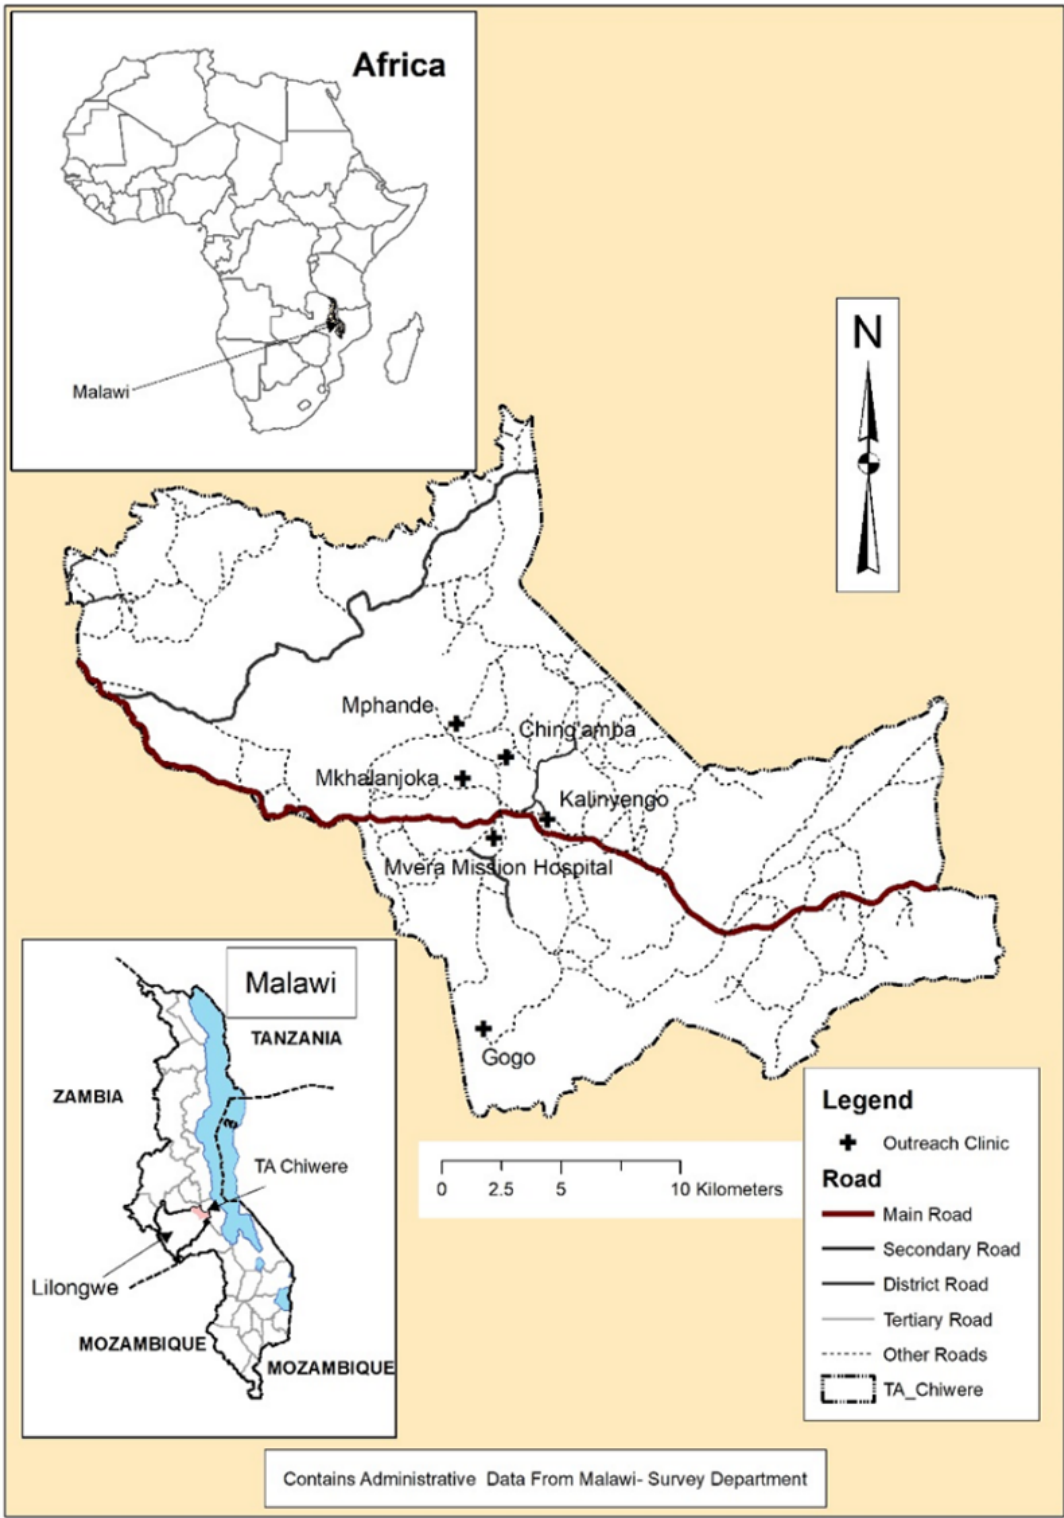 Africa
Malawi
N
Mphande
Ching'amba
Mkhalanjoka
Kalinyengo
Mvera Mission Hospital
Gogo
Malawi
TANZANIA
ZAMBIA
TA Chiwere
Lilongwe
MOZAMBIQUE
MOZAMBIQUE
0 2.5 5 10 Kilometers
Legend
Outreach Clinic
Road
Main Road
Secondary Road
District Road
Tertiary Road
Other Roads
TA_Chiwere
Contains Administrative Data From Malawi- Survey Department